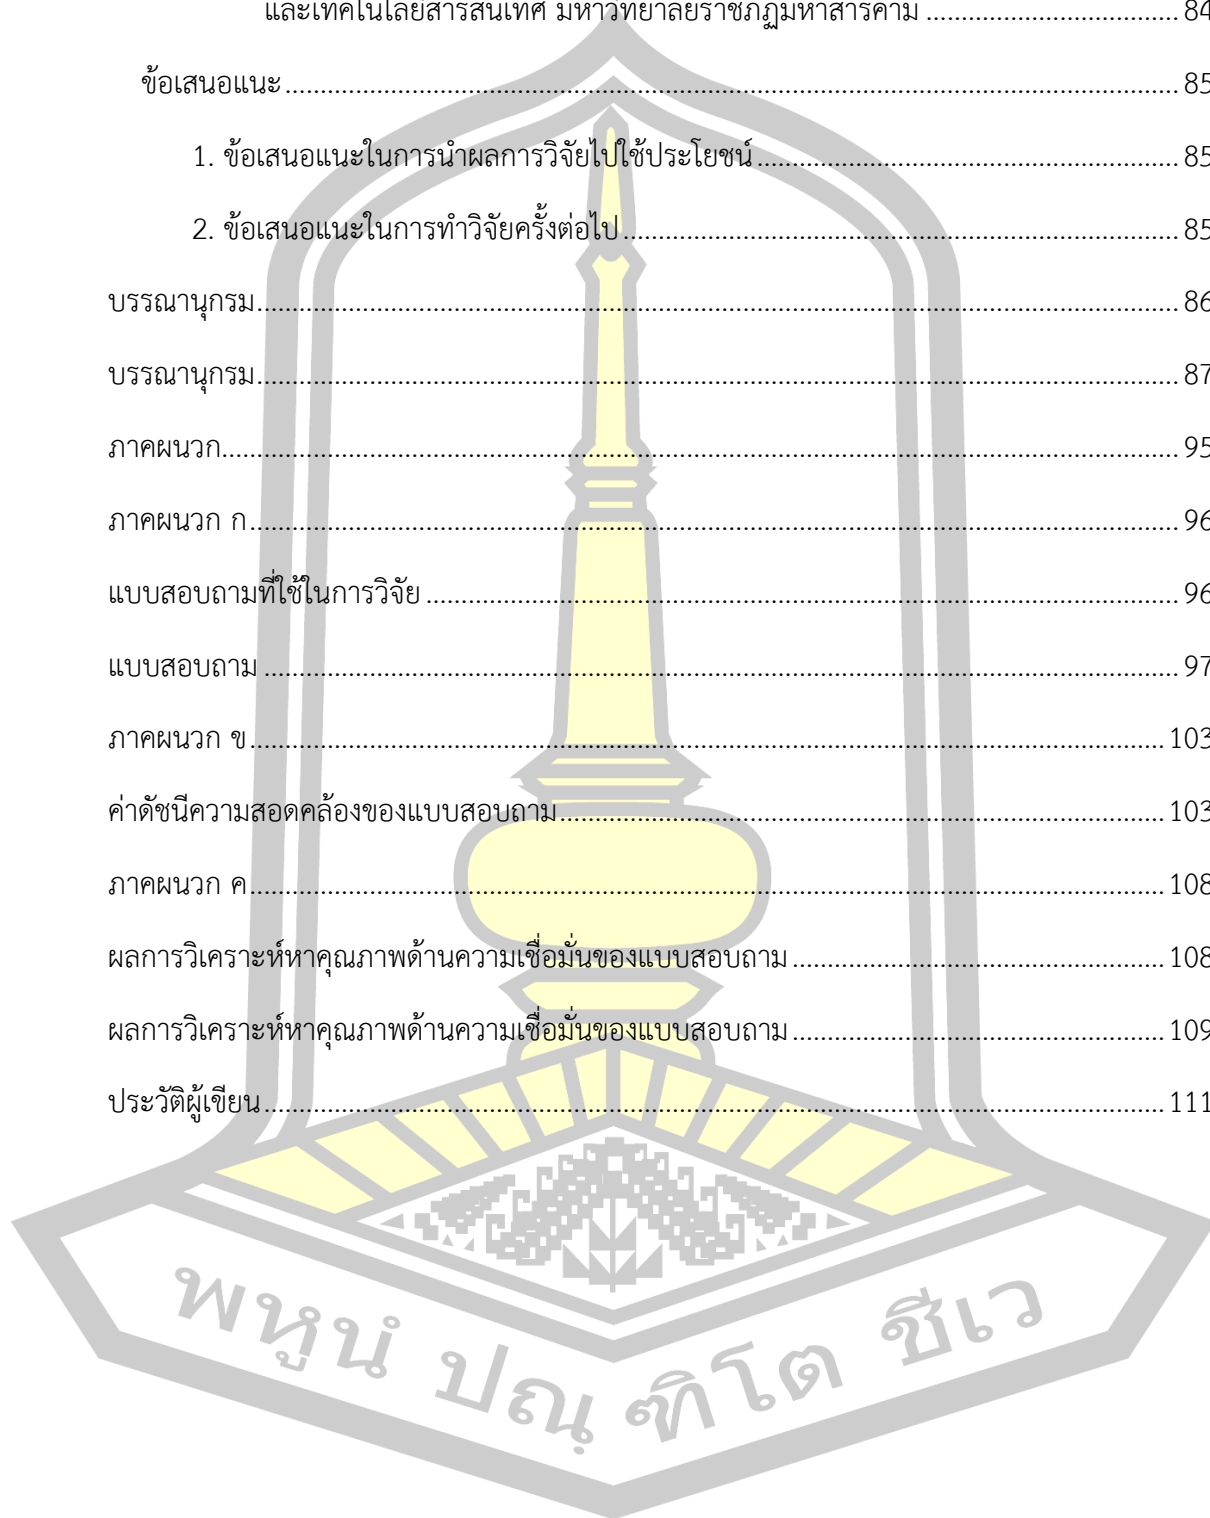 และเทคโนโลยีสารสนเทศ มหาวิทยาลัยราชภัฏมหาสารคาม 84
ข้อเสนอแนะ 85
1. ข้อเสนอแนะในการนำผลการวิจัยไปใช้ประโยชน์ 85
2. ข้อเสนอแนะในการทำวิจัยครั้งต่อไป 85
บรรณานุกรม 86
บรรณานุกรม 87
ภาคผนวก 95
ภาคผนวก ก 96
แบบสอบถามที่ใช้ในการวิจัย 96
แบบสอบถาม 97
ภาคผนวก ข 103
ค่าดัชนีความสอดคล้องของแบบสอบถาม 103
ภาคผนวก ค 108
ผลการวิเคราะห์หาคุณภาพด้านความเชื่อมั่นของแบบสอบถาม 108
ผลการวิเคราะห์หาคุณภาพด้านความเชื่อมั่นของแบบสอบถาม 109
ประวัติผู้เขียน 111
พหูนํ ปณฺฑิโต ชีเว